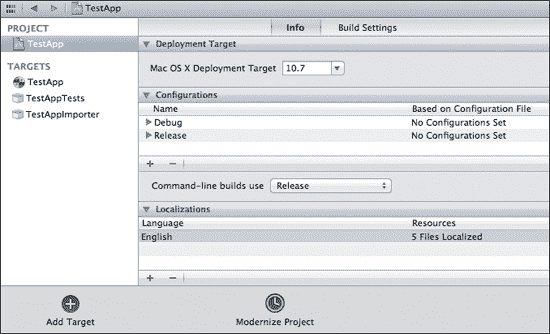 TestApp
PROJECT
TestApp
TARGETS
TestApp
TestAppTests
TestAppImporter
Info
Build Settings
Deployment Target
Mac OS X Deployment Target 10.7
Configurations
Name Based on Configuration File
Debug No Configurations Set
Release No Configurations Set
Command-line builds use Release
Localizations
Language Resources
English 5 Files Localized
Add Target
Modernize Project